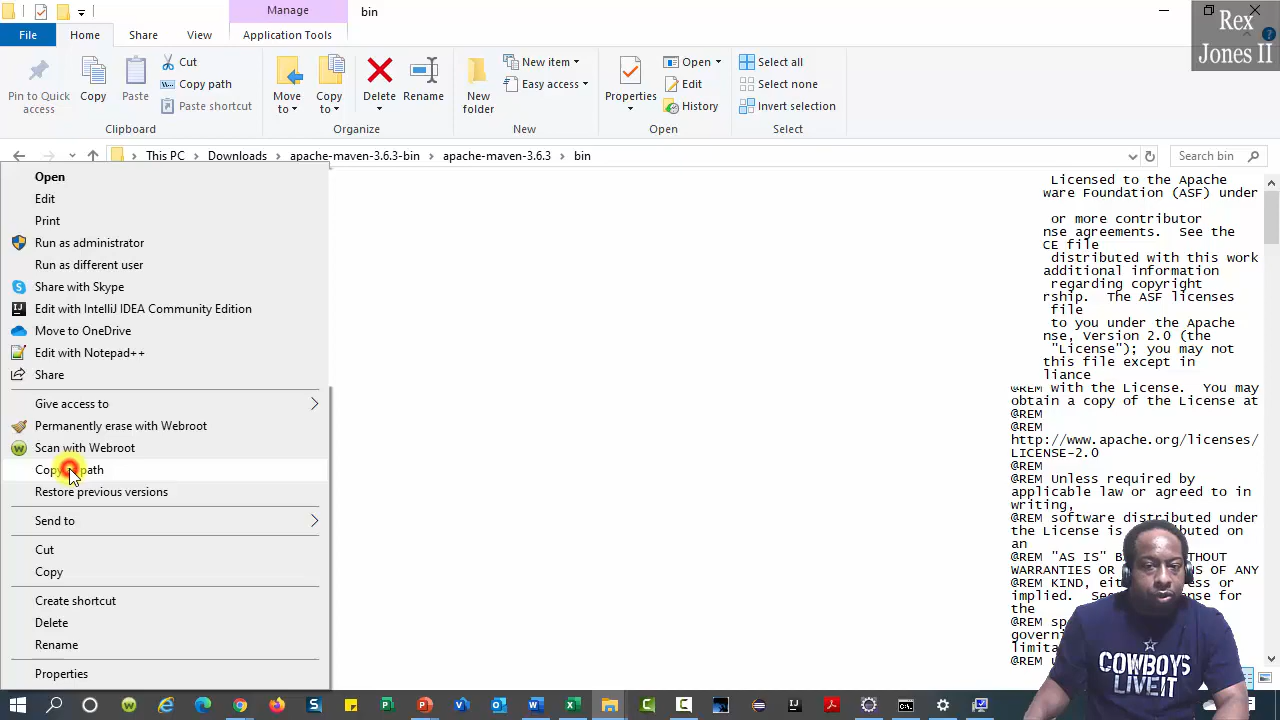 Manage
bin
Rex
Jones II
File
Home
Share
View
Application Tools
Pin to Quick
access
Copy
Paste
Cut
Copy path
Paste shortcut
Clipboard
Move
to
Copy
to
Delete
Rename
Organize
New
folder
New item
Easy access
New
Properties
Open
Edit
History
Open
Select all
Select none
Invert selection
Select
This PC
Downloads
apache-maven-3.6.3-bin
apache-maven-3.6.3
bin
Search bin
Open
Edit
Print
Run as administrator
Run as different user
Share with Skype
Edit with IntelliJ IDEA Community Edition
Move to OneDrive
Edit with Notepad++
Share
Give access to
Permanently erase with Webroot
Scan with Webroot
path
Restore previous versions
Send to
Cut
Copy
Create shortcut
Delete
Rename
Properties
Licensed to the Apache
ware Foundation (ASF) under
or more contributor
nse agreements. See the
CE file
distributed with this work
additional information
regarding copyright
rship. The ASF licenses
file
to you under the Apache
nse, Version 2.0 (the
"License"); you may not
this file except in
liance
@REM with the License. You may
obtain a copy of the License at
@REM
@REM
http://www.apache.org/licenses/
LICENSE-2.0
@REM
@REM Unless required by
applicable law or agreed to in
writing,
@REM software distributed under
the License is on
an
@REM "AS IS"
WARRANTIES OR OF ANY
@REM KIND, or
implied. for
the
@REM
COWBOYS
LIVE IT